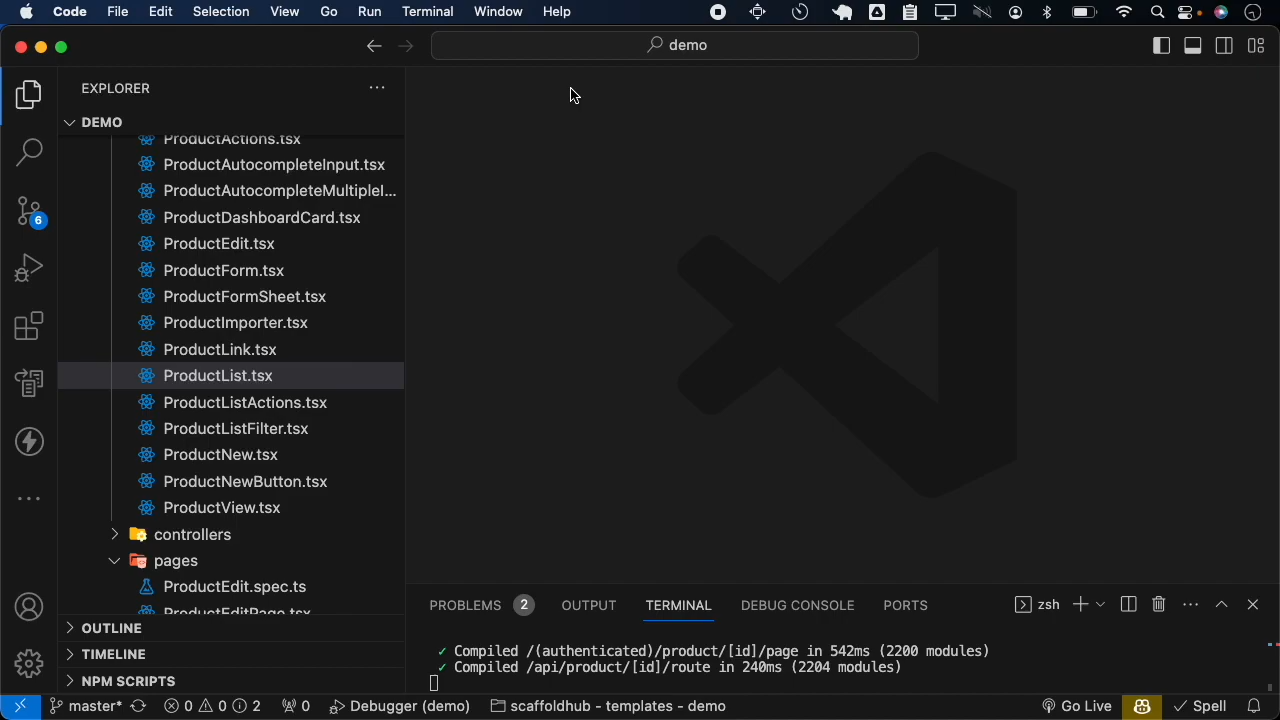 Code File Edit Selection View Go Run Terminal Window Help
demo
EXPLORER
DEMO
ProductActions.tsx
ProductAutocompleteInput.tsx
ProductAutocompleteMultipleI...
ProductDashboardCard.tsx
ProductEdit.tsx
ProductForm.tsx
ProductFormSheet.tsx
ProductImporter.tsx
ProductLink.tsx
ProductList.tsx
ProductListActions.tsx
ProductListFilter.tsx
ProductNew.tsx
ProductNewButton.tsx
ProductView.tsx
controllers
pages
ProductEdit.spec.ts
ProductEditPage.tsx
OUTLINE
TIMELINE
NPM SCRIPTS
6
PROBLEMS 2 OUTPUT TERMINAL DEBUG CONSOLE PORTS zsh
✓ Compiled /(authenticated)/product/[id]/page in 542ms (2200 modules)
✓ Compiled /api/product/[id]/route in 240ms (2204 modules)
master* 0 0 2 0 Debugger (demo) scaffoldhub - templates - demo Go Live Spell